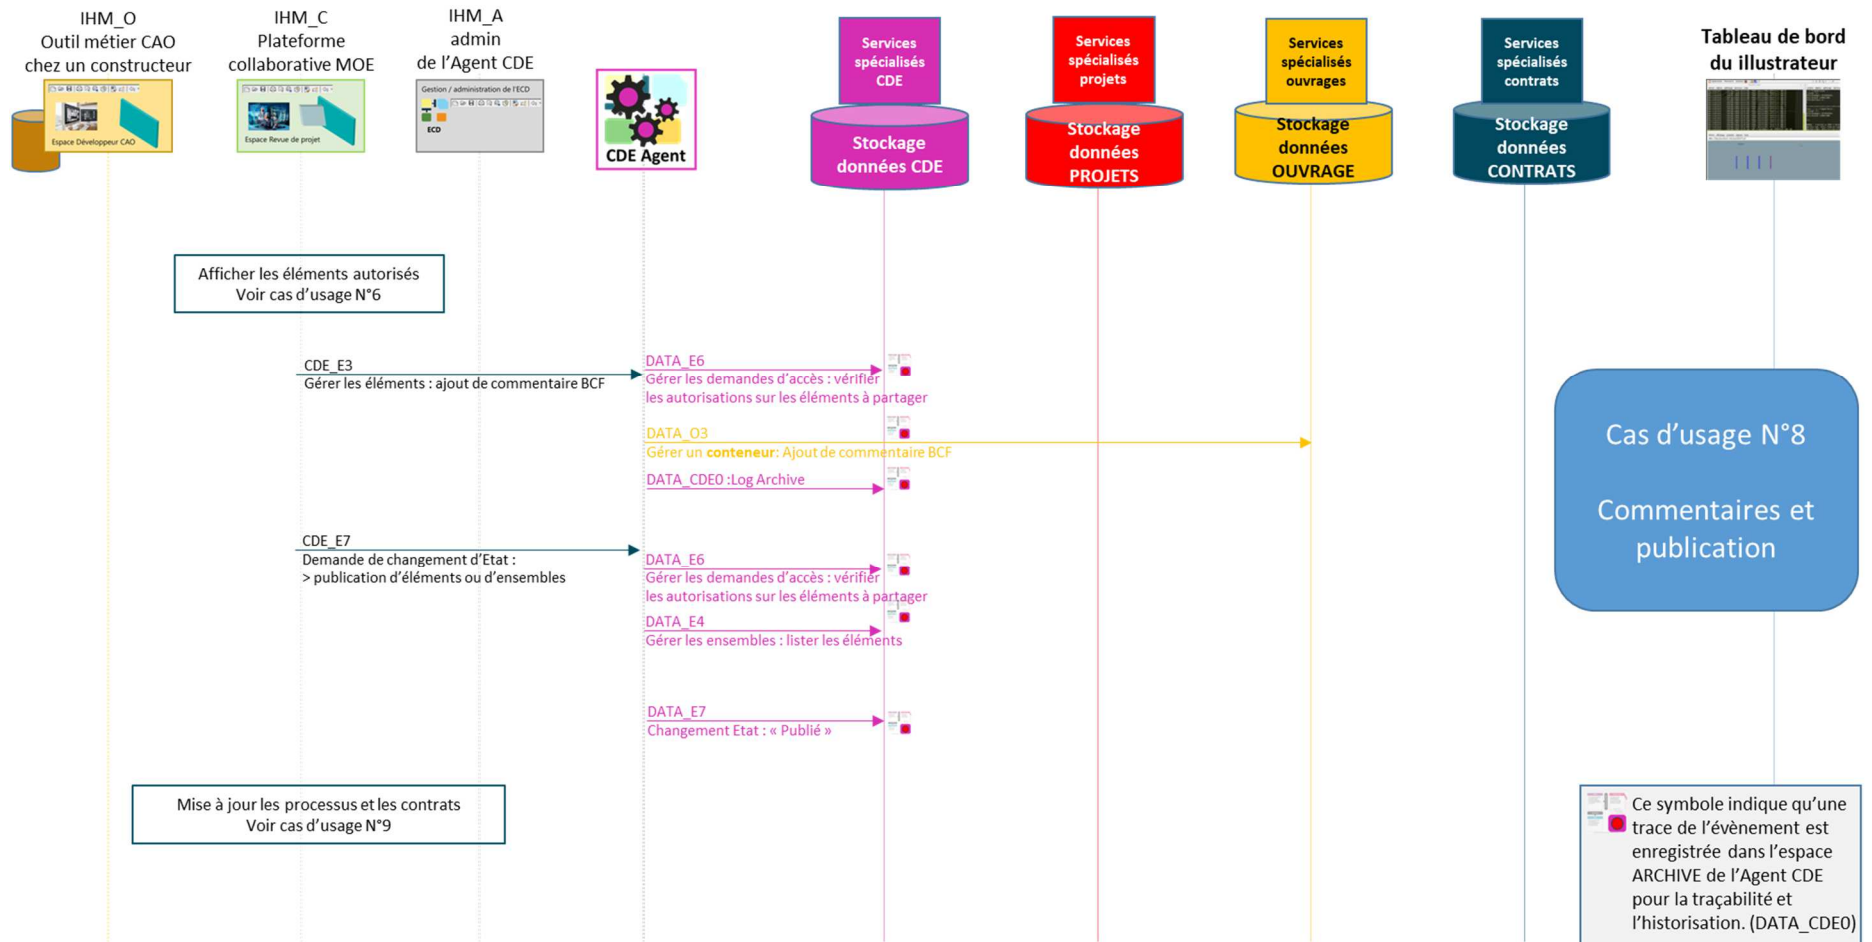 IHM_O
Outil métier CAO
chez un constructeur
Espace Développeur CAO
IHM_C
Plateforme
collaborative MOE
Espace Revue de projet
IHM_A
admin
de l'Agent CDE
Gestion / administration de l'ECD
ECD
CDE Agent
Services
spécialisés
CDE
Stockage
données CDE
Services
spécialisés
projets
Stockage
données
PROJETS
Services
spécialisés
ouvrages
Stockage
données
OUVRAGE
Services
spécialisés
contrats
Stockage
données
CONTRATS
Tableau de bord
du illustrateur
Afficher les éléments autorisés
Voir cas d'usage N°6
CDE_E3
Gérer les éléments : ajout de commentaire BCF
DATA_E6
Gérer les demandes d'accès : vérifier
les autorisations sur les éléments à partager
DATA_O3
Gérer un conteneur: Ajout de commentaire BCF
DATA_CDE0 :Log Archive
CDE_E7
Demande de changement d'Etat :
> publication d'éléments ou d'ensembles
DATA_E6
Gérer les demandes d'accès : vérifier
les autorisations sur les éléments à partager
DATA_E4
Gérer les ensembles : lister les éléments
DATA_E7
Changement Etat : « Publié »
Cas d'usage N°8
Commentaires et
publication
Mise à jour les processus et les contrats
Voir cas d'usage N°9
Ce symbole indique qu'une
trace de l'évènement est
enregistrée dans l'espace
ARCHIVE de l'Agent CDE
pour la traçabilité et
l'historisation. (DATA_CDE0)